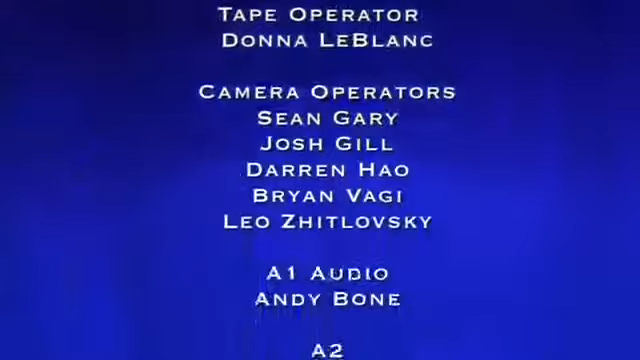 Tape Operator
Donna LeBlanc
Camera Operators
Sean Gary
Josh Gill
Darren Hao
Bryan Vagi
Leo Zhitlovsky
A1 Audio
Andy Bone
A2